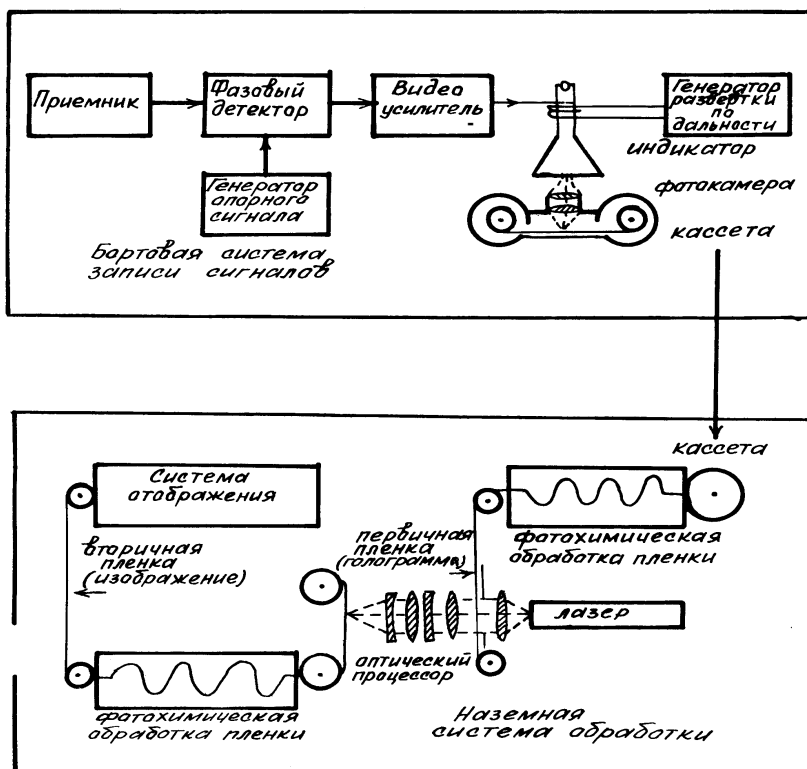 Приемник
Фазовый
детектор
Видео
усилитель
Генератор
развертки
по
дальности
индикатор
Генератор
опорного
сигнала
фотокамера
кассета
Бортовая система
записи сигналов
кассета
Система
отображения
первичная
пленка
(голограмма)
фотохимическая
обработка пленки
вторичная
пленка
(изображение)
лазер
оптический
процессор
фотохимическая
обработка пленки
Наземная
система обработки